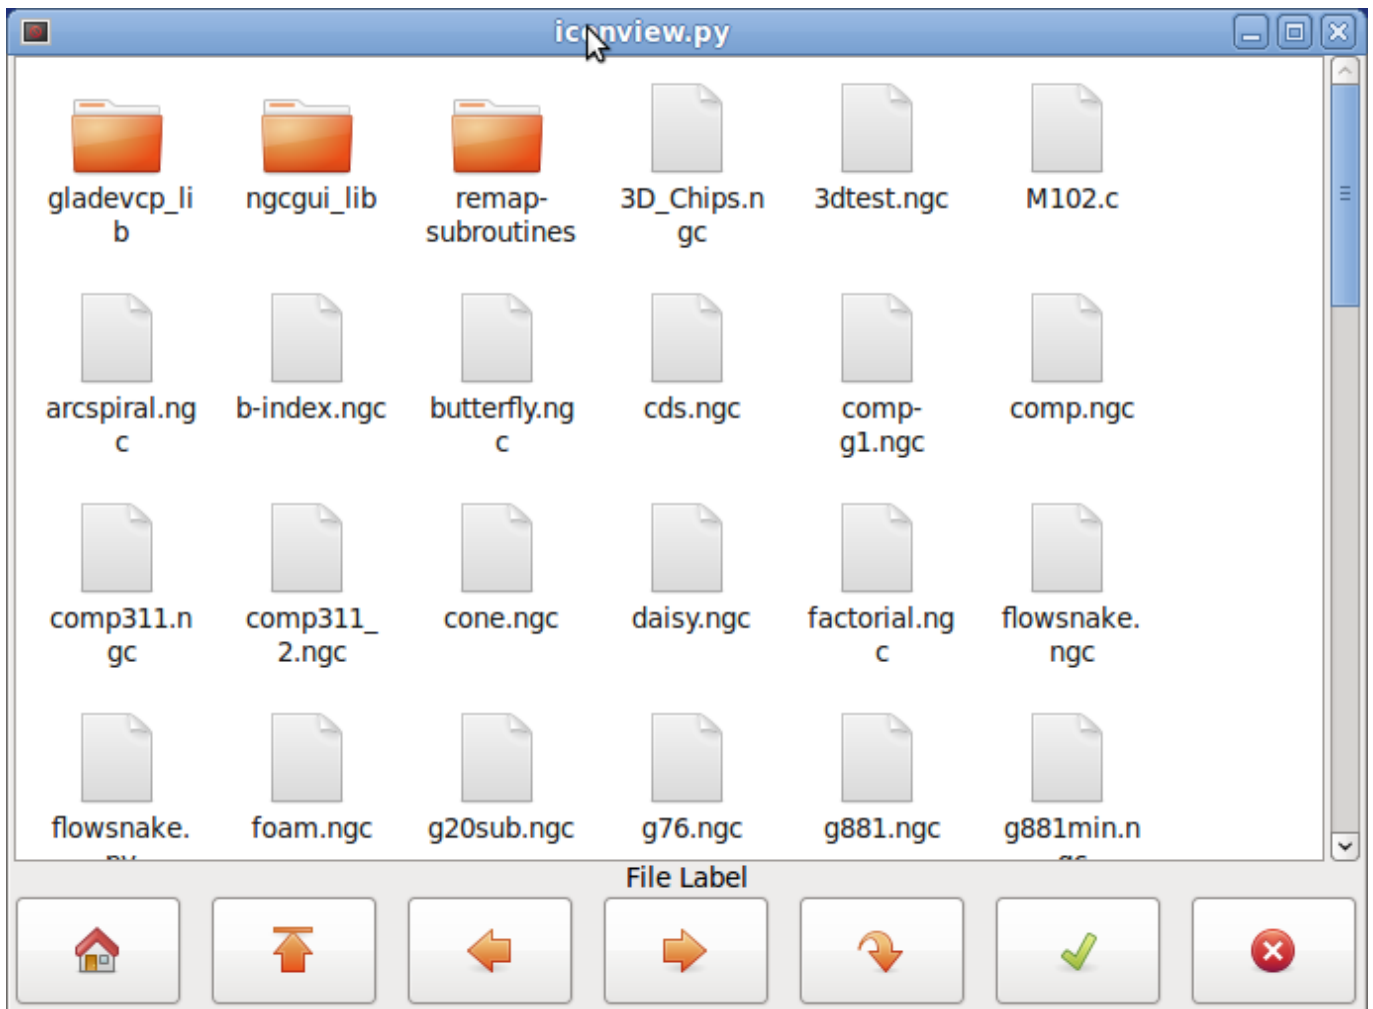 iconview.py
gladevcp_li
b
ngcgui_lib
remap-
subroutines
3D_Chips.n
gc
3dtest.ngc
M102.c
arcspiral.ng
c
b-index.ngc
butterfly.ng
c
cds.ngc
comp-
g1.ngc
comp.ngc
comp311.n
gc
comp311_
2.ngc
cone.ngc
daisy.ngc
factorial.ng
c
flowsnake.
ngc
flowsnake.
py
foam.ngc
g20sub.ngc
g76.ngc
g881.ngc
g881min.n
gc
File Label